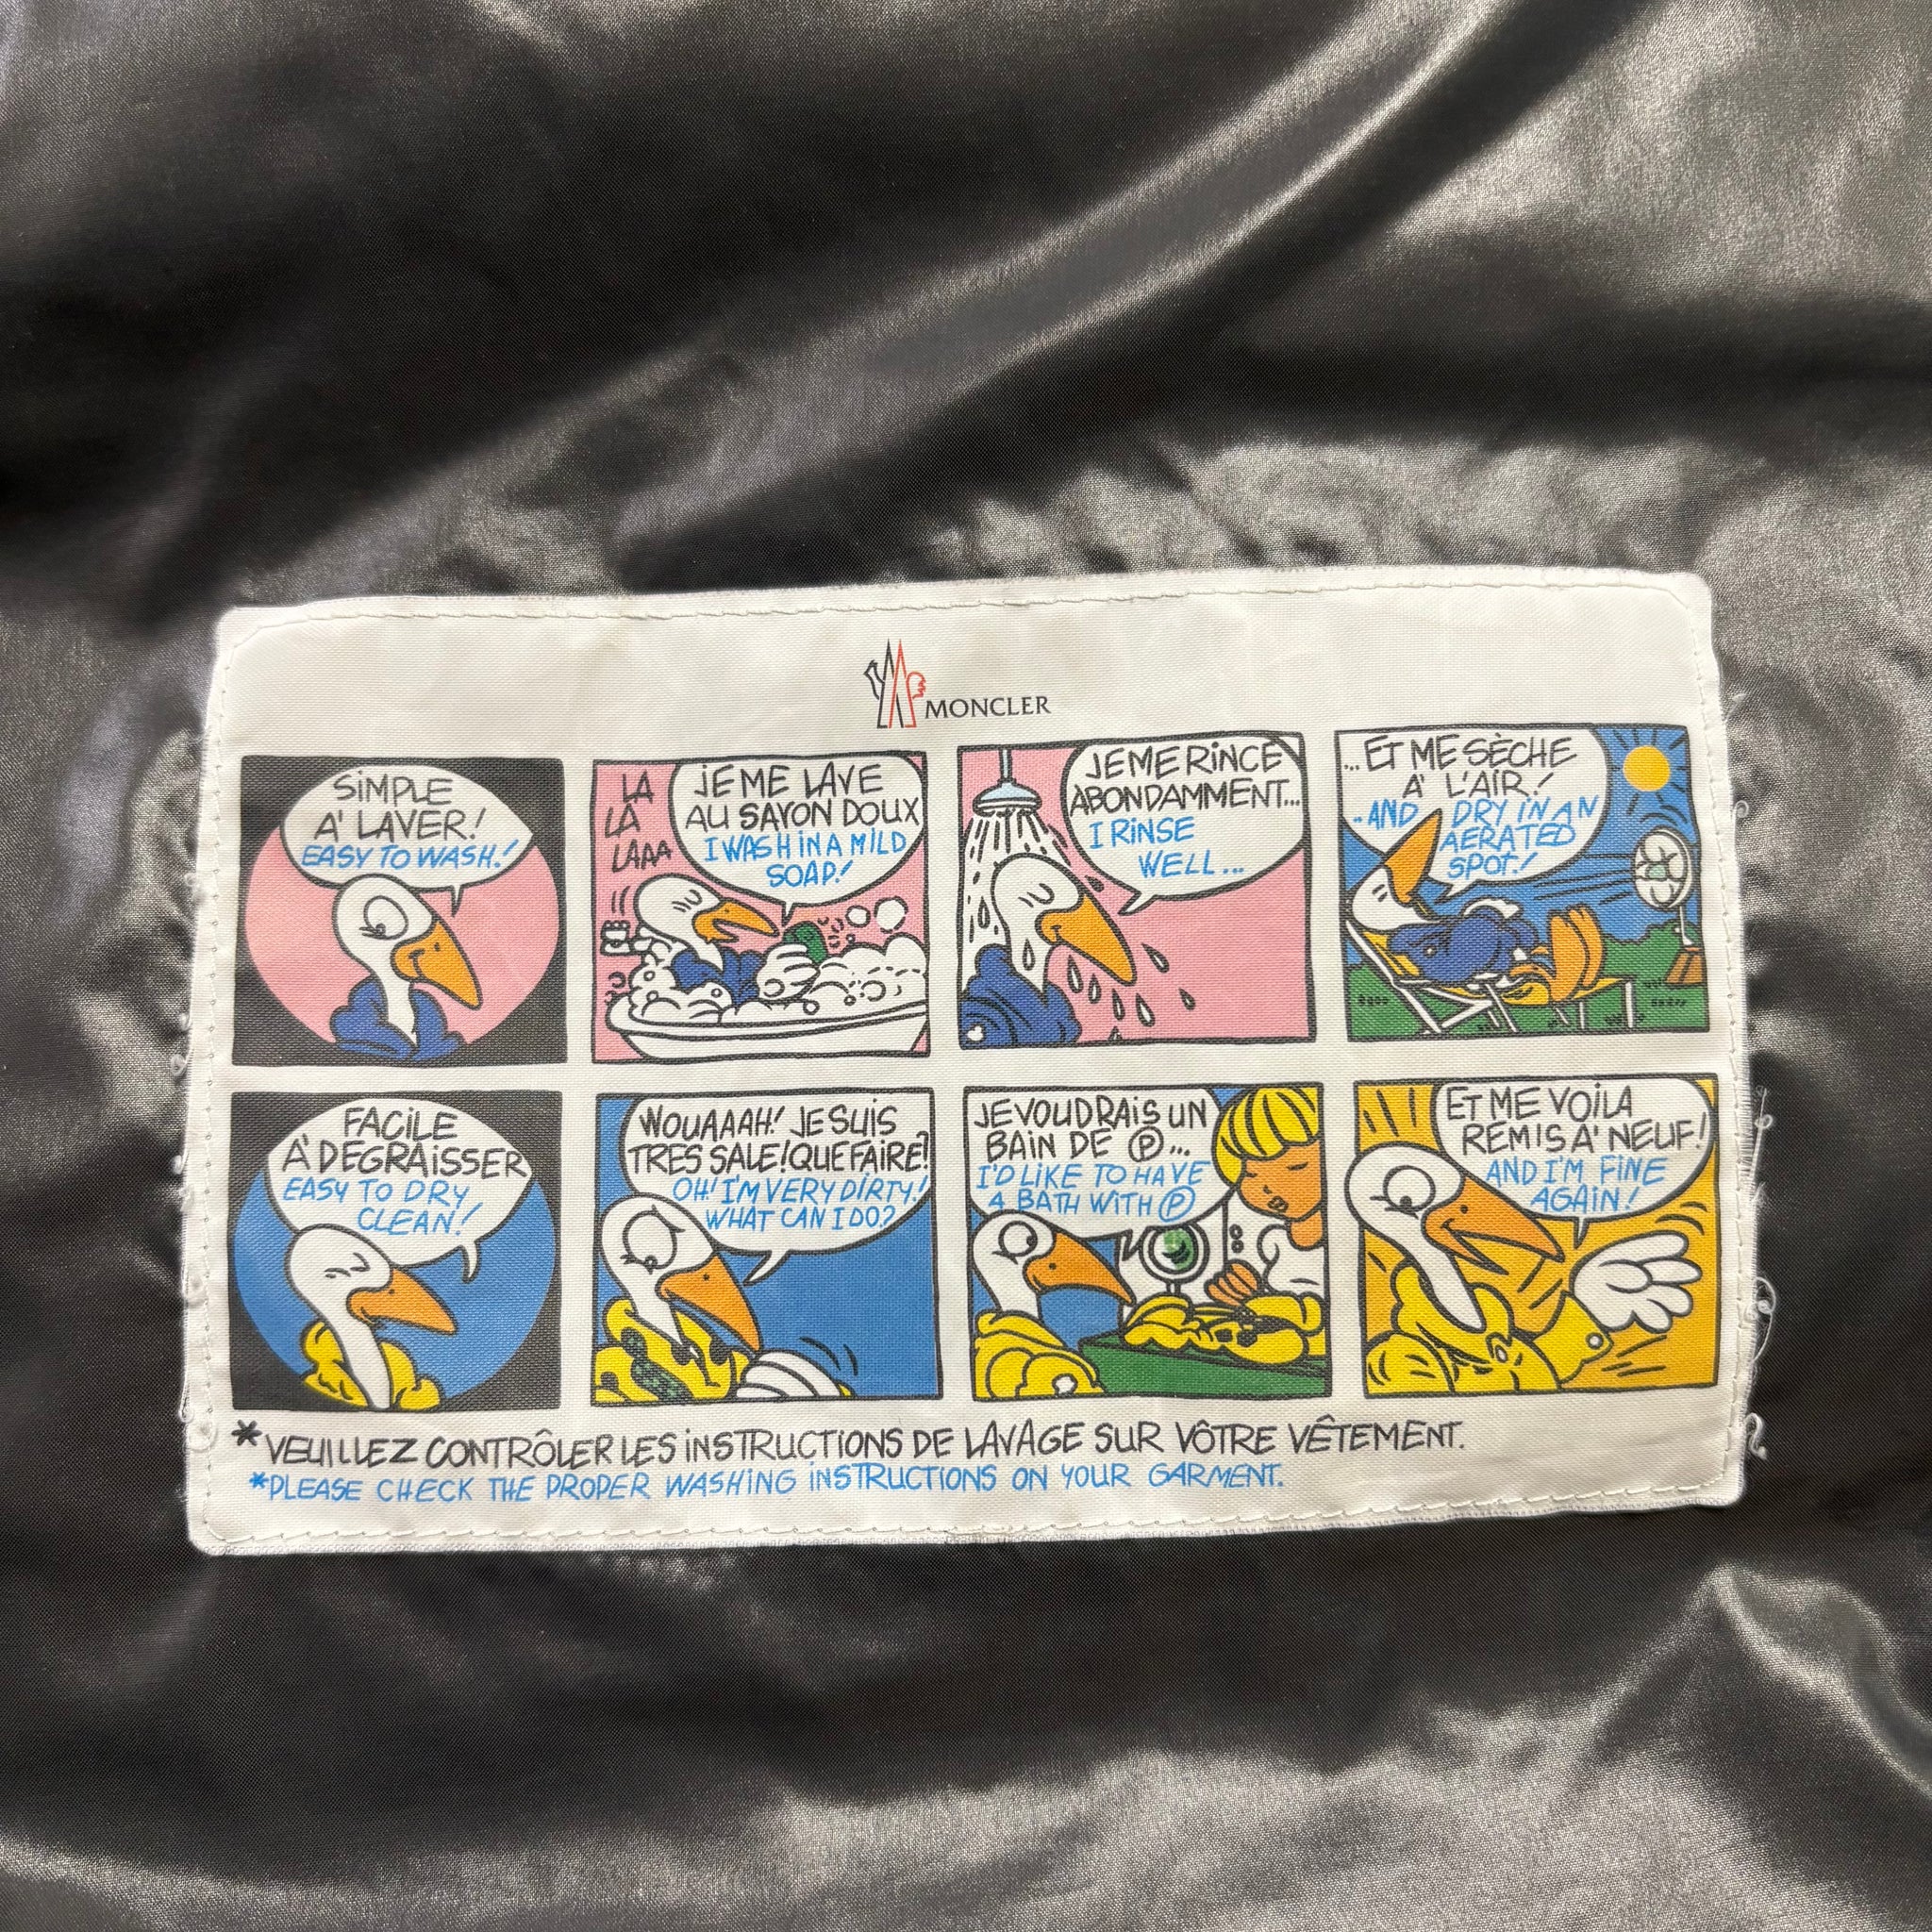 MONCLER
SiMPLE
A' LAVER!
EASY TO WASH!
LA
LA
LAAA
JE ME LAVE
AU SAVON DOUX
I WASH IN A MILD
SOAP!
JE ME RiNCE
ABONDAMMENT...
I RiNSE
WELL...
...ET ME SÈCHE
A' L'AIR!
..AND DRY IN AN
AERATED
SPOT!
FACiLE
A' DEGRAiSSER
EASY TO DRY
CLEAN!
WOUAAAH! JE SUiS
TRES SALE! QUE FAIRE?
OH! I'M VERY DIRTY!
WHAT CAN I DO?
JE VOUDRAiS UN
BAiN DE Ⓟ...
I'D LiKE TO HAVE
A BATH WiTH Ⓟ
ET ME VOiLA
REMIS A' NEUF!
AND I'M FiNE
AGAiN!
*VEUILLEZ CONTRÔLER LES iNSTRUCTIONS DE LAVAGE SUR VÔTRE VÊTEMENT.
*PLEASE CHECK THE PROPER WASHING iNSTRUCTIONS ON YOUR GARMENT.